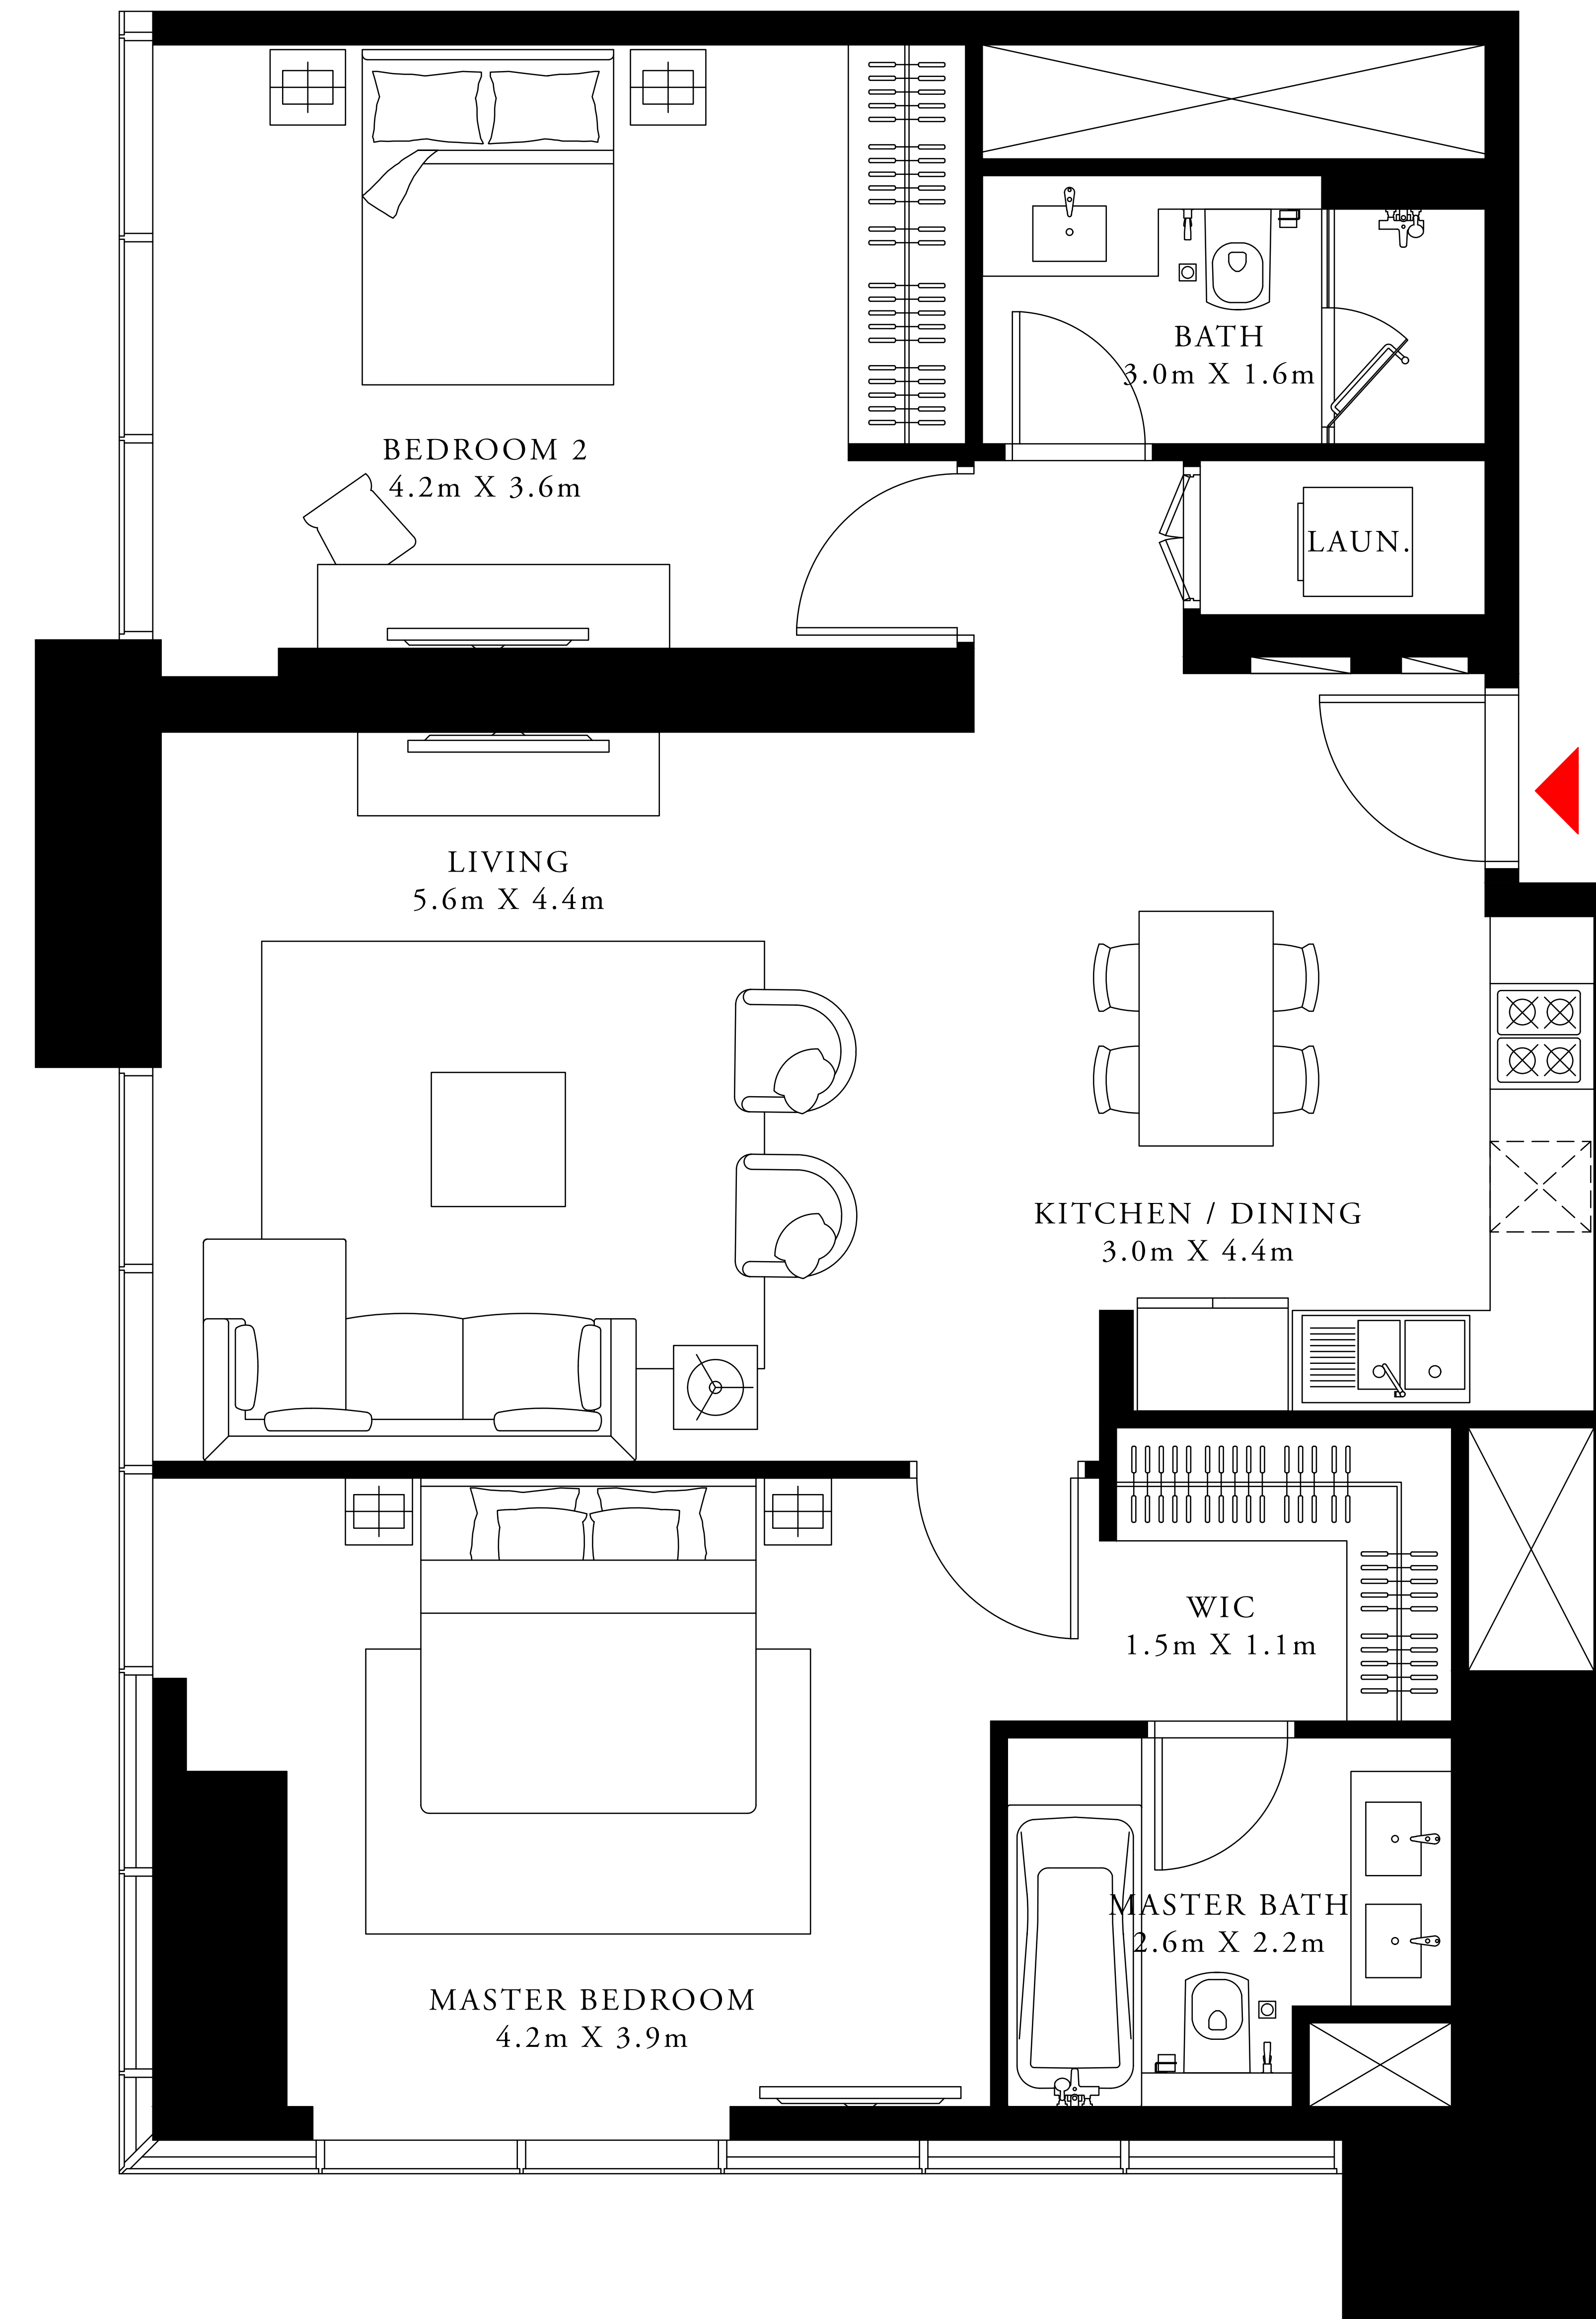 BATH
3.0m X 1.6m
BEDROOM 2
4.2m X 3.6m
LAUN.
LIVING
5.6m X 4.4m
KITCHEN / DINING
3.0m X 4.4m
WIC
1.5m X 1.1m
MASTER BATH
2.6m X 2.2m
MASTER BEDROOM
4.2m X 3.9m